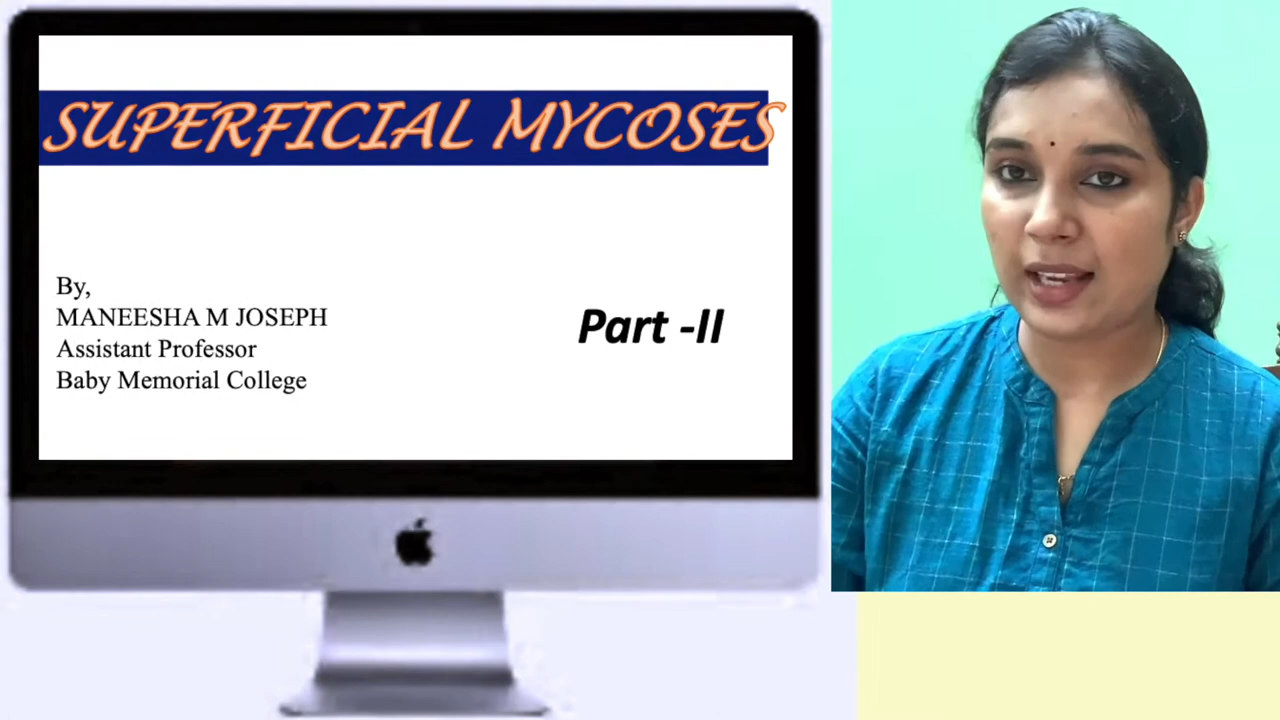 SUPERFICIAL MYCOSES
By,
MANEESHA M JOSEPH
Assistant Professor
Baby Memorial College
Part -II